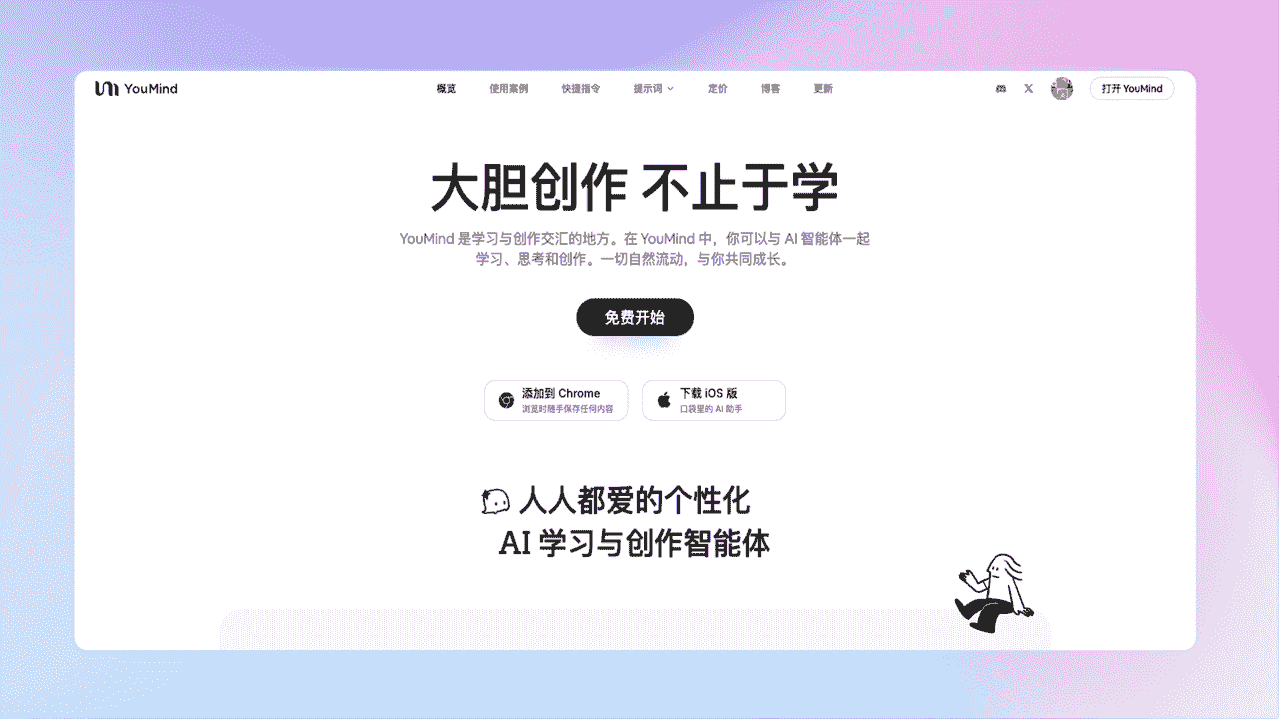 YouMind
概览
使用案例
快捷指令
提示词
定价
博客
更新
打开 YouMind
大胆创作 不止于学
YouMind 是学习与创作交汇的地方。在 YouMind 中，你可以与 AI 智能体一起
学习、思考和创作。一切自然流动，与你共同成长。
免费开始
添加到 Chrome
浏览时随手保存任何内容
下载 iOS 版
口袋里的 AI 助手
人人都爱的个性化
AI 学习与创作智能体